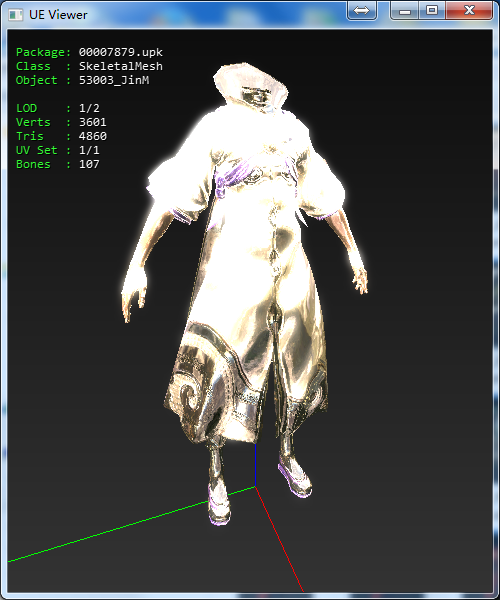 UE Viewer
Package: 00007879.upk
Class  : SkeletalMesh
Object : 53003_JinM
LOD    : 1/2
Verts  : 3601
Tris   : 4860
UV Set : 1/1
Bones  : 107